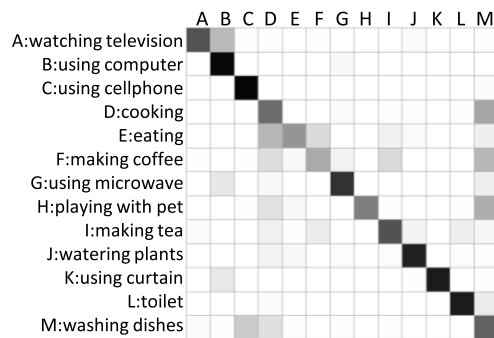 A B C D E F G H I J K L M
A:watching television
B:using computer
C:using cellphone
D:cooking
E:eating
F:making coffee
G:using microwave
H:playing with pet
I:making tea
J:watering plants
K:using curtain
L:toilet
M:washing dishes